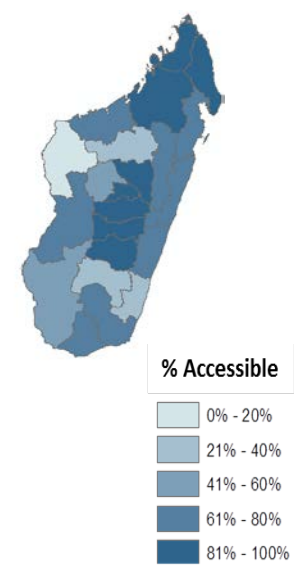 % Accessible
0% - 20%
21% - 40%
41% - 60%
61% - 80%
81% - 100%